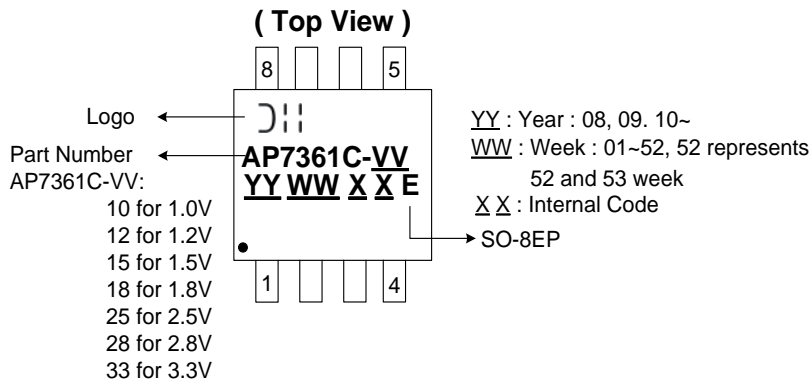 ( Top View )
8 5
Logo
Part Number
AP7361C-VV:
10 for 1.0V
12 for 1.2V
15 for 1.5V
18 for 1.8V
25 for 2.5V
28 for 2.8V
33 for 3.3V
AP7361C-VV
YY WW X X E
1 4
YY : Year : 08, 09. 10~
WW : Week : 01~52, 52 represents
52 and 53 week
X X : Internal Code
SO-8EP